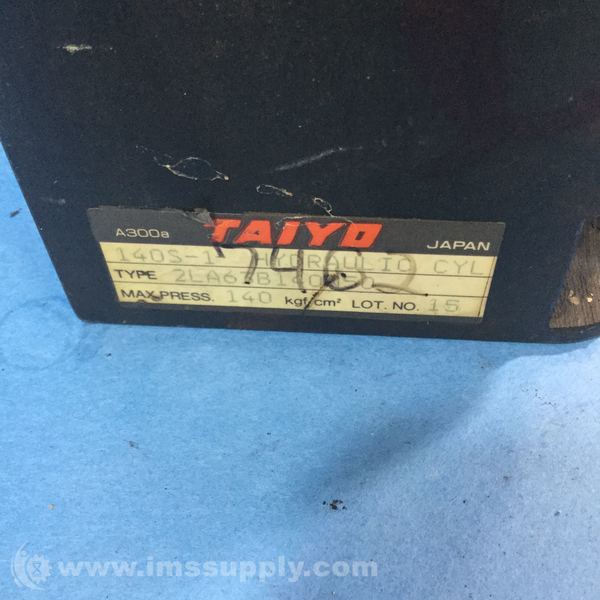 A300a TAIYO JAPAN
140S-1 HYDRAULIC CYL
TYPE
MAX.PRESS. 140 kgf/cm² LOT. NO. 15
www.imssupply.com